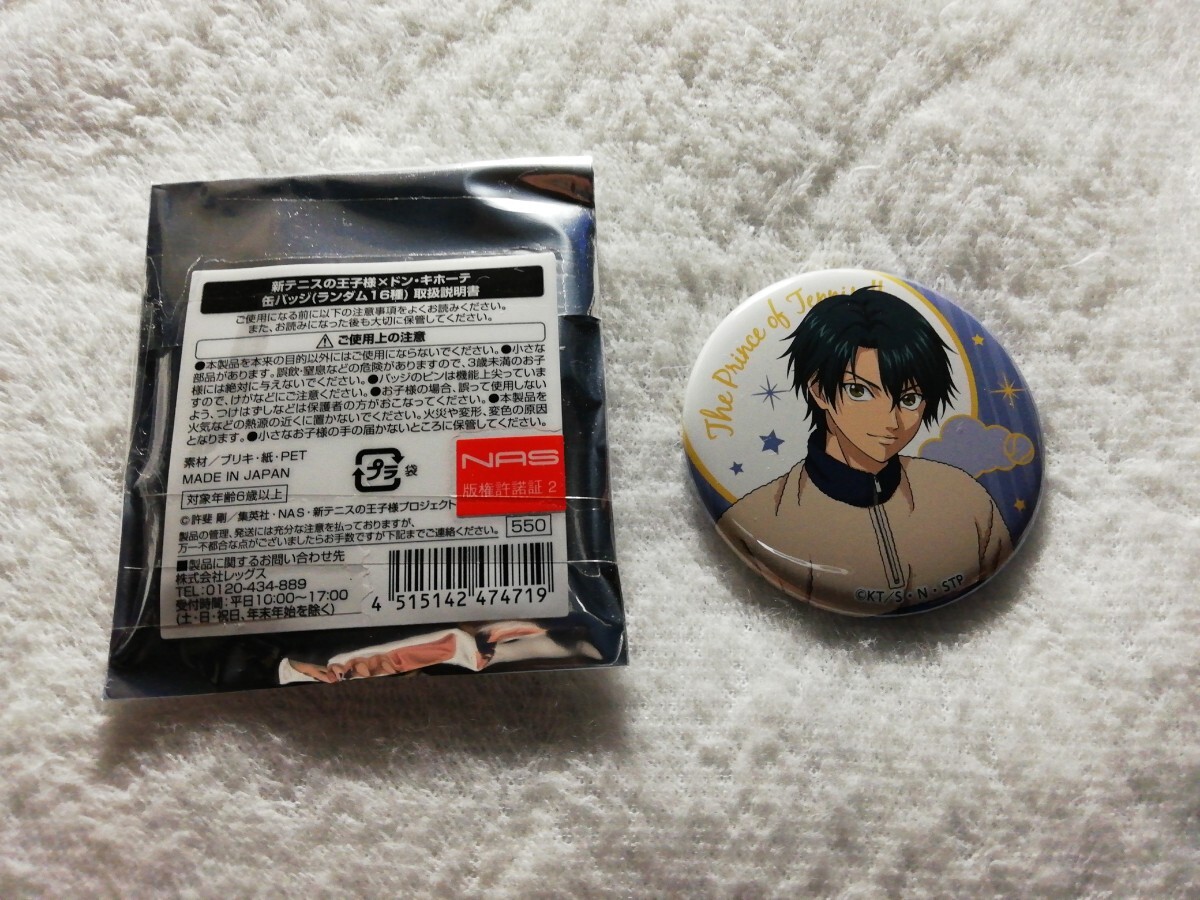 新テニスの王子様×ドン・キホーテ
缶バッジ(ランダム16種) 取扱説明書
ご使用になる前に以下の注意事項をよくお読みください。
また、お読みになった後も大切に保管してください。
ご使用上の注意
●本製品を本来の目的以外にはご使用にならないでください。●小さな
部品があります。誤飲・窒息などの危険がありますので、3歳未満のお子
様には絶対に与えないでください。●バッジのピンは機能上尖っていま
すので、けがなどにご注意ください。●お子様の場合、誤って使用しない
よう、つけはずしなどは保護者の方がおこなってください。●本製品を
火気などの熱源の近くに置かないでください。火災や変形、変色の原因
となります。●小さなお子様の手の届かないところに保管してください。
素材/ブリキ・紙・PET
MADE IN JAPAN
対象年齢6歳以上
プラ
袋
NAS
版権許諾証 2
©許斐 剛/集英社・NAS・新テニスの王子様プロジェクト
製品の管理、発送には充分な注意を払っておりますが、
万一不都合な点がございましたらお手数ですが下記までご連絡ください。
550
■製品に関するお問い合わせ先
株式会社レッグス
TEL:0120-434-889
受付時間:平日10:00〜17:00
(土・日・祝日、年末年始を除く)
4 515142 474719
The Prince of Tennis II
©KT/S・N・STP